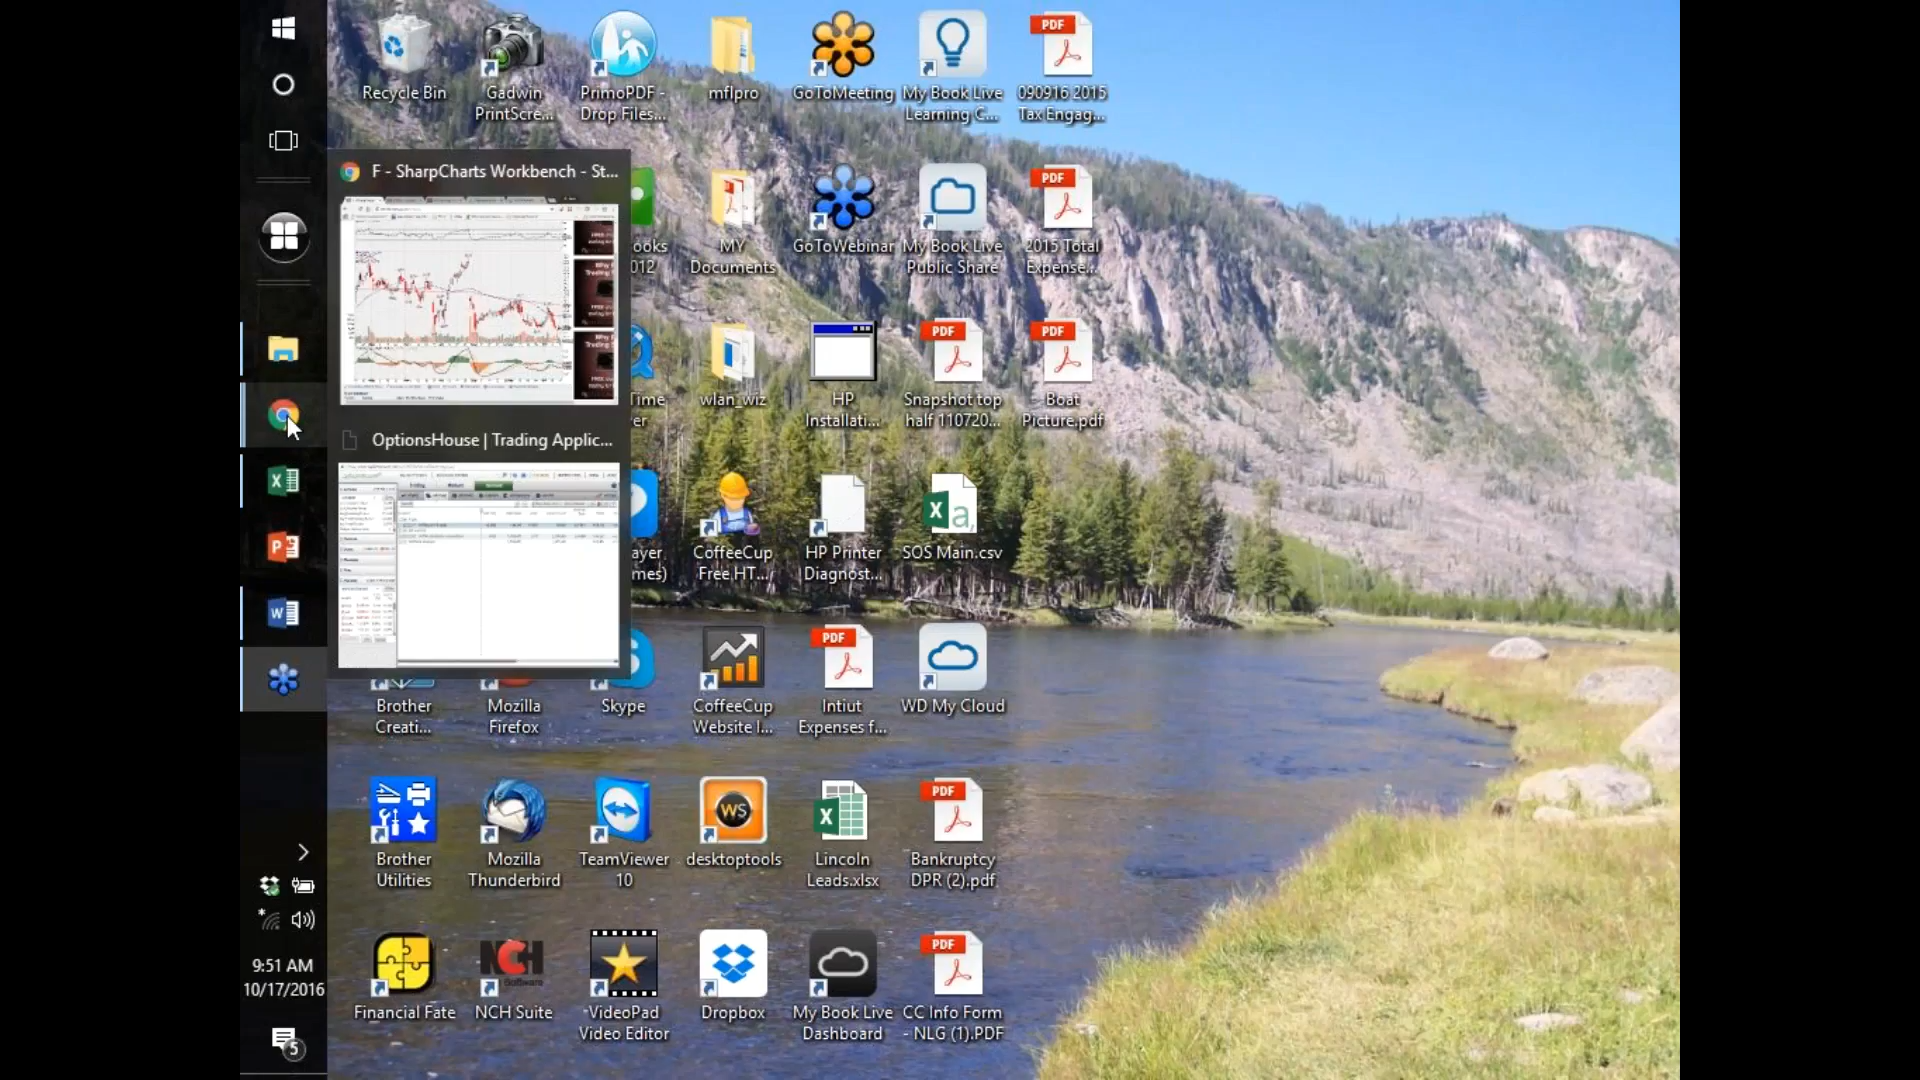 Recycle Bin
Gadwin
PrintScre...
PrimoPDF -
Drop Files...
mflpro
GoToMeeting
My Book Live
Learning C...
PDF
090916 2015
Tax Engag...
F - SharpCharts Workbench - St...
ooks
012
MY
Documents
GoToWebinar
My Book Live
Public Share
PDF
2015 Total
Expense...
Time
er
wlan_wiz
HP
Installati...
PDF
Snapshot top
half 110720...
PDF
Boat
Picture.pdf
OptionsHouse | Trading Applic...
ayer
mes)
CoffeeCup
Free HT...
HP Printer
Diagnost...
SOS Main.csv
Brother
Creati...
Mozilla
Firefox
Skype
CoffeeCup
Website I...
PDF
Intiut
Expenses f...
WD My Cloud
Brother
Utilities
Mozilla
Thunderbird
TeamViewer
10
WS
desktoptools
Lincoln
Leads.xlsx
PDF
Bankruptcy
DPR (2).pdf
Financial Fate
NCH
Software
NCH Suite
VideoPad
Video Editor
Dropbox
My Book Live
Dashboard
PDF
CC Info Form
- NLG (1).PDF
9:51 AM
10/17/2016
5